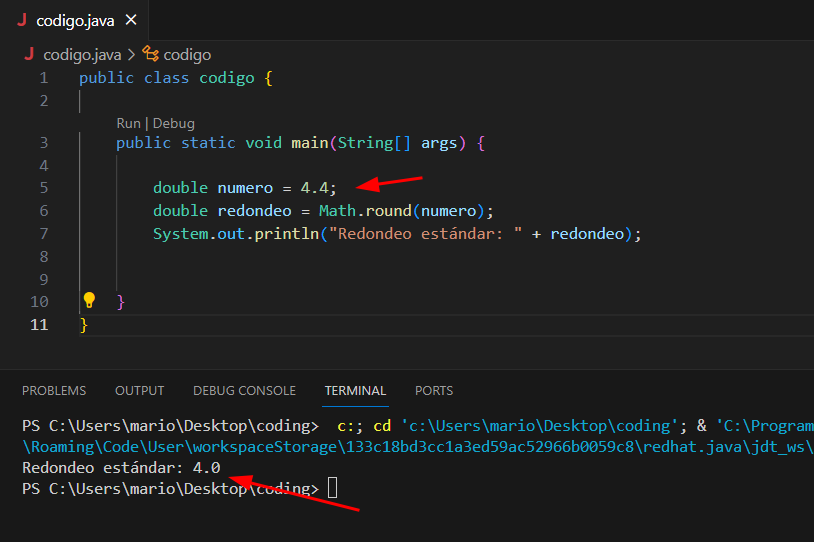 J codigo.java ×
J codigo.java > codigo
1 public class codigo {
2
Run | Debug
3 public static void main(String[] args) {
4
5 double numero = 4.4;
6 double redondeo = Math.round(numero);
7 System.out.println("Redondeo estándar: " + redondeo);
8
9
10 }
11 }
PROBLEMS OUTPUT DEBUG CONSOLE TERMINAL PORTS
PS C:\Users\mario\Desktop\coding> c:; cd 'c:\Users\mario\Desktop\coding'; & 'C:\Program
\Roaming\Code\User\workspaceStorage\133c18bd3cc1a3ed59ac52966b0059c8\redhat.java\jdt_ws\
Redondeo estándar: 4.0
PS C:\Users\mario\Desktop\coding>